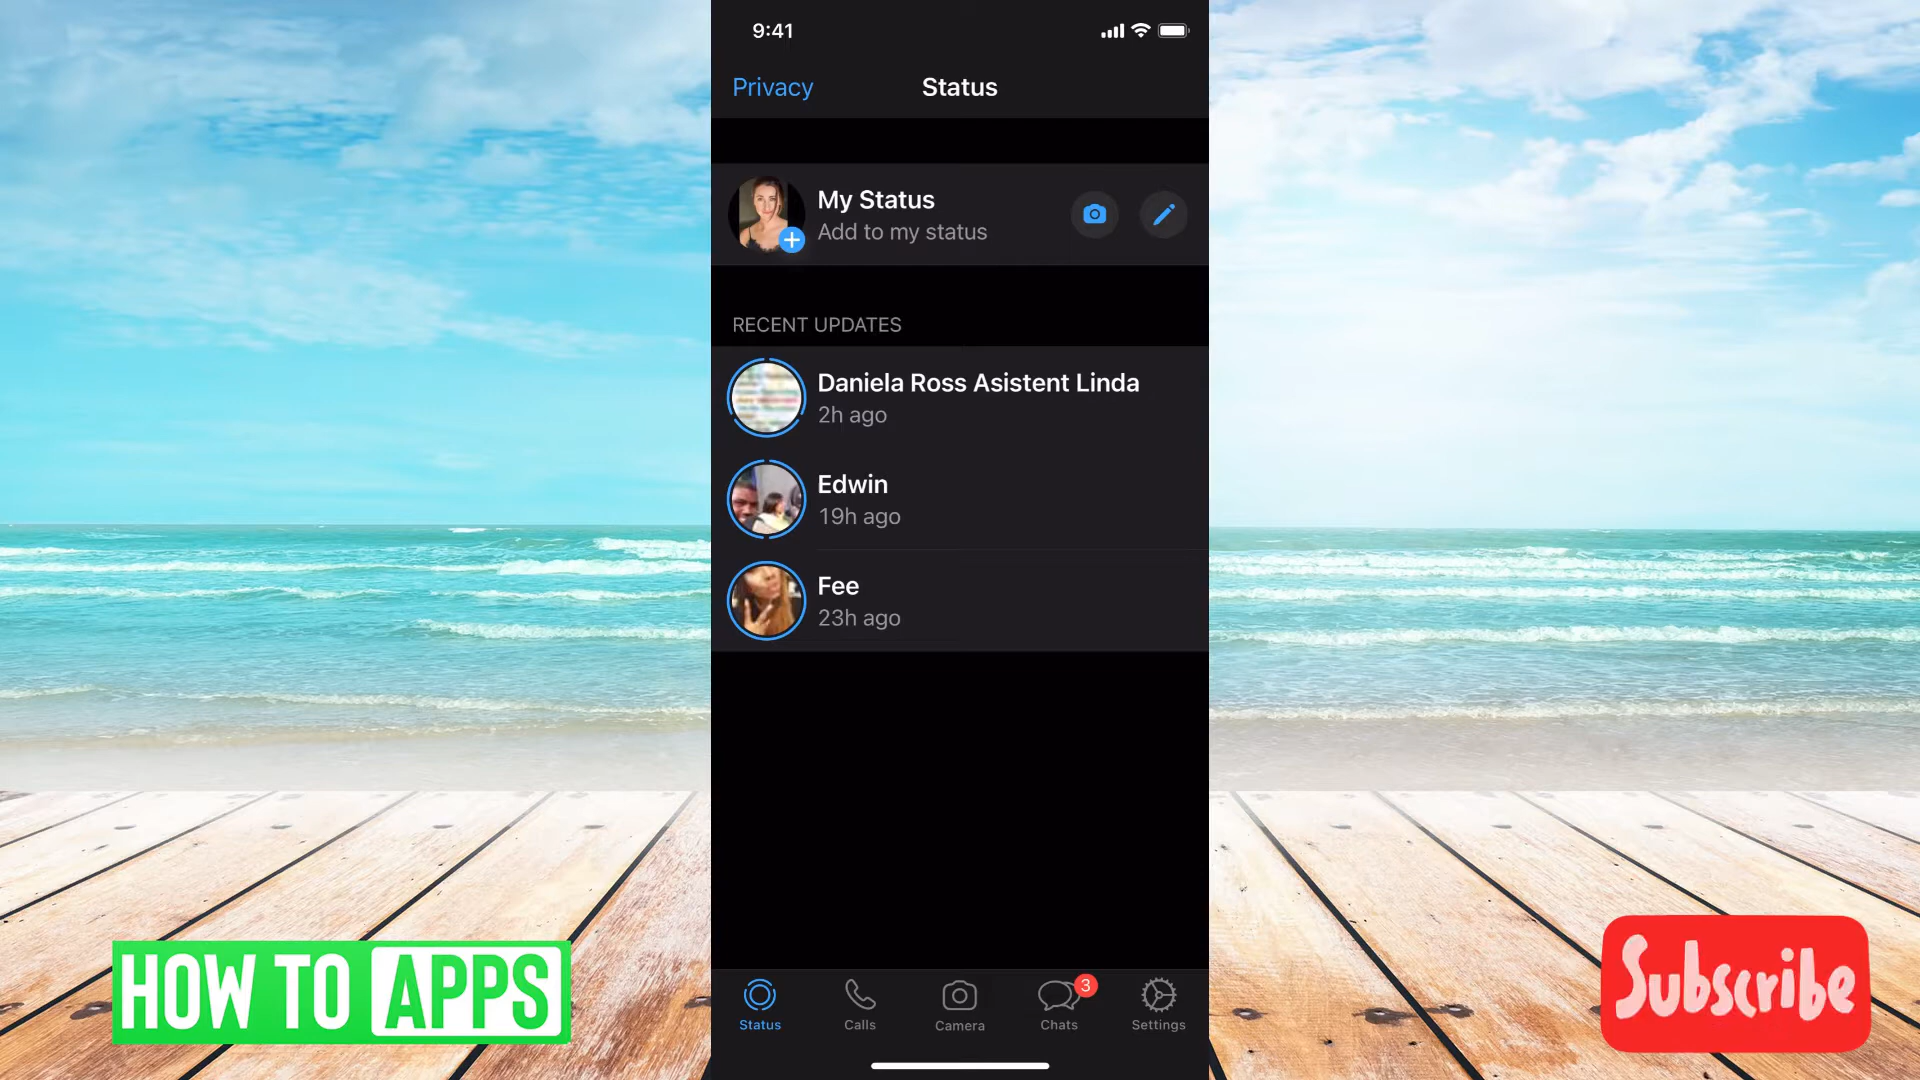 9:41
Privacy
Status
My Status
Add to my status
RECENT UPDATES
Daniela Ross Asistent Linda
2h ago
Edwin
19h ago
Fee
23h ago
Status
Calls
Camera
Chats
3
Settings
HOW TO APPS
Subscribe